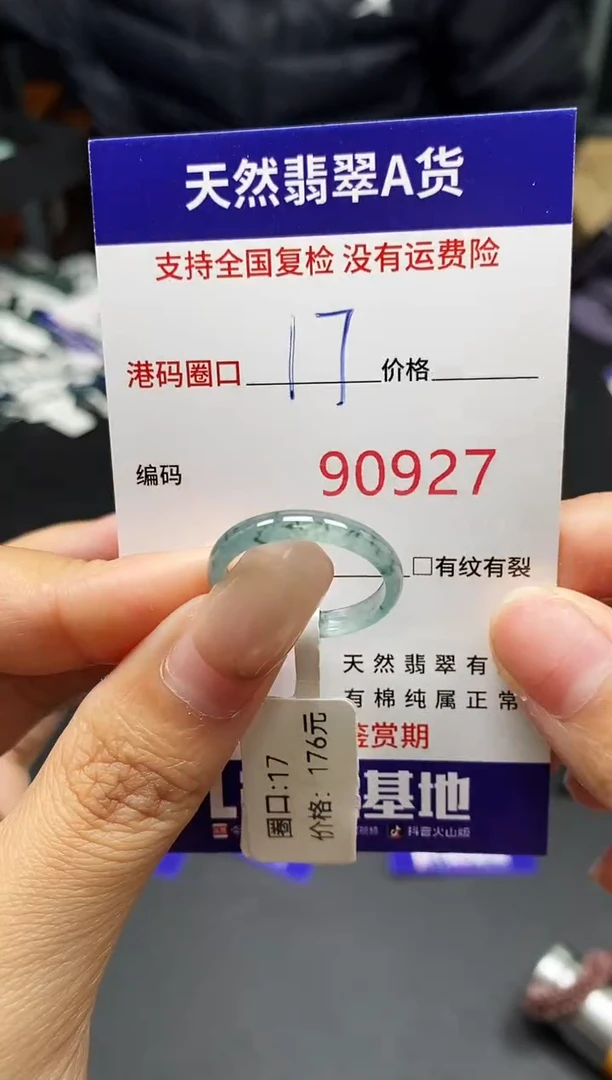 天然翡翠A货
支持全国复检 没有运费险
港码圈口 17 价格
编码 90927
□有纹有裂
天然翡翠有
有棉纯属正常
鉴赏期
基地
抖音火山版
圈口:17
价格: 176元